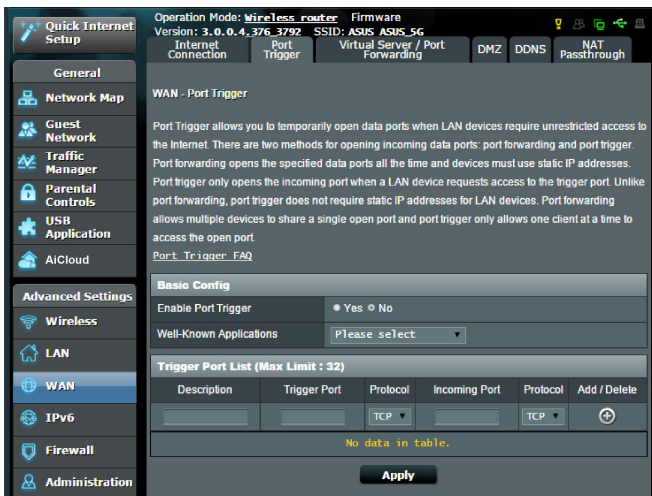 Quick Internet Setup
Operation Mode: Wireless router Firmware
Version: 3.0.0.4_376_3792 SSID: ASUS ASUS_5G
Internet Connection
Port Trigger
Virtual Server / Port Forwarding
DMZ
DDNS
NAT Passthrough
General
Network Map
Guest Network
Traffic Manager
Parental Controls
USB Application
AiCloud
Advanced Settings
Wireless
LAN
WAN
IPv6
Firewall
Administration
WAN - Port Trigger
Port Trigger allows you to temporarily open data ports when LAN devices require unrestricted access to
the Internet. There are two methods for opening incoming data ports: port forwarding and port trigger.
Port forwarding opens the specified data ports all the time and devices must use static IP addresses.
Port trigger only opens the incoming port when a LAN device requests access to the trigger port. Unlike
port forwarding, port trigger does not require static IP addresses for LAN devices. Port forwarding
allows multiple devices to share a single open port and port trigger only allows one client at a time to
access the open port.
Port Trigger FAQ
Basic Config
Enable Port Trigger Yes No
Well-Known Applications Please select
Trigger Port List (Max Limit : 32)
Description Trigger Port Protocol Incoming Port Protocol Add / Delete
TCP TCP
No data in table.
Apply